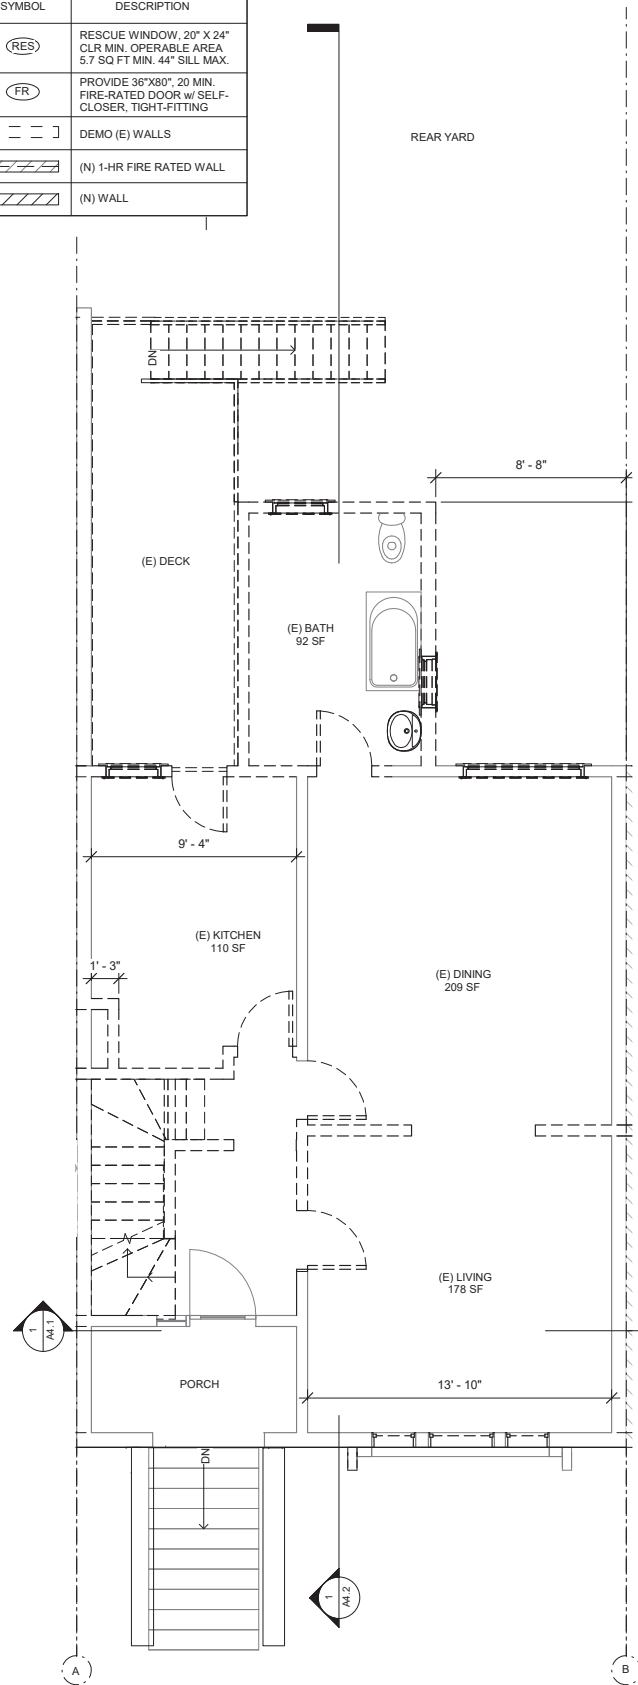 SYMBOL DESCRIPTION
RES
RESCUE WINDOW, 20" X 24"
CLR MIN. OPERABLE AREA
5.7 SQ FT MIN. 44" SILL MAX.
FR
PROVIDE 36"X80", 20 MIN.
FIRE-RATED DOOR w/ SELF-
CLOSER, TIGHT-FITTING
DEMO (E) WALLS
(N) 1-HR FIRE RATED WALL
(N) WALL
REAR YARD
DN
8' - 8"
(E) DECK
(E) BATH
92 SF
9' - 4"
(E) KITCHEN
110 SF
1' - 3"
(E) DINING
209 SF
(E) LIVING
178 SF
1
A4.1
PORCH
13' - 10"
DN
1
A4.2
A
B